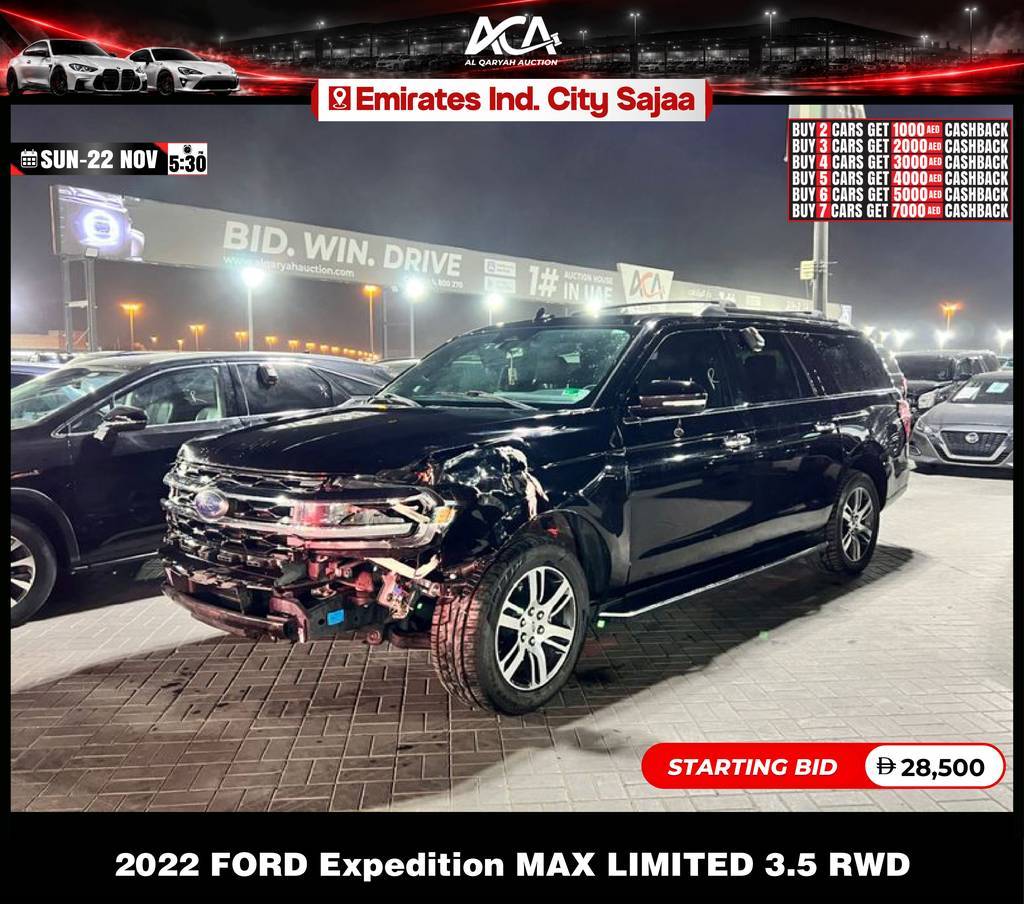 ACA
AL QARYAH AUCTION
Emirates Ind. City Sajaa
SUN-22 NOV 5:30
BUY 2 CARS GET 1000 AED CASHBACK
BUY 3 CARS GET 2000 AED CASHBACK
BUY 4 CARS GET 3000 AED CASHBACK
BUY 5 CARS GET 4000 AED CASHBACK
BUY 6 CARS GET 5000 AED CASHBACK
BUY 7 CARS GET 7000 AED CASHBACK
BID. WIN. DRIVE
www.alqaryahauction.com
800 270
1# AUCTION HOUSE
IN UAE
ACA
STARTING BID 28,500
2022 FORD Expedition MAX LIMITED 3.5 RWD